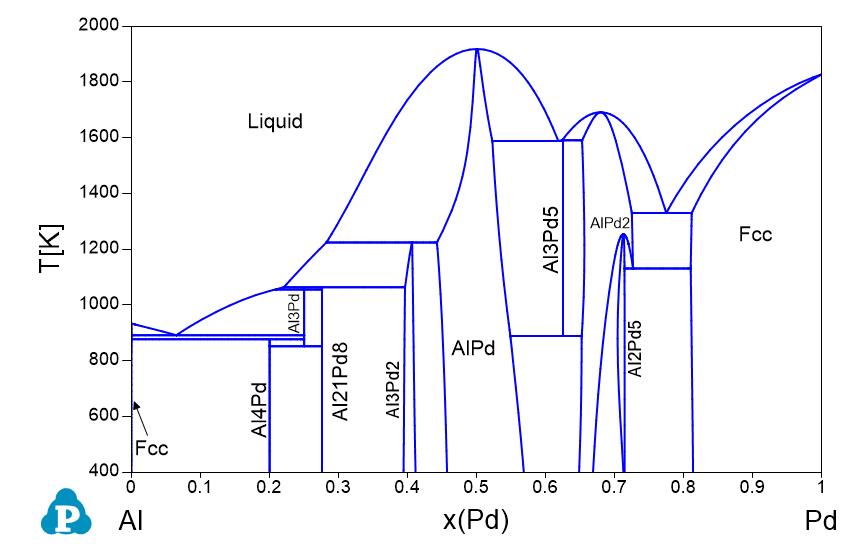 2000
1800
1600
1400
1200
1000
800
600
400
T[K]
Liquid
AlPd2
Al3Pd5
Fcc
Al3Pd
AlPd
Al2Pd5
Al4Pd
Al21Pd8
Al3Pd2
Fcc
0
0.1
0.2
0.3
0.4
0.5
0.6
0.7
0.8
0.9
1
P
Al
x(Pd)
Pd